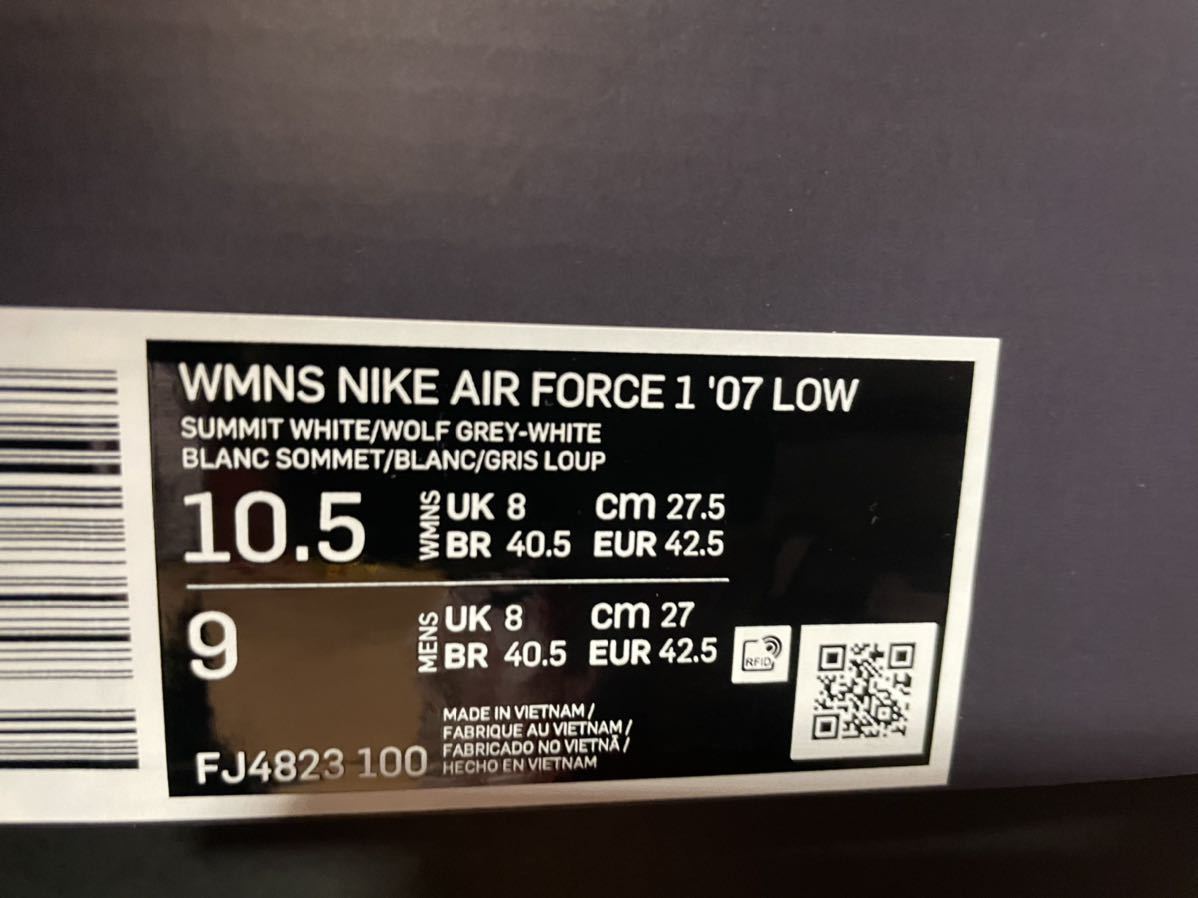 WMNS NIKE AIR FORCE 1 '07 LOW
SUMMIT WHITE/WOLF GREY-WHITE
BLANC SOMMET/BLANC/GRIS LOUP
10.5 WMNS UK 8 cm 27.5
BR 40.5 EUR 42.5
9 MENS UK 8 cm 27
BR 40.5 EUR 42.5
RFID
MADE IN VIETNAM /
FABRIQUE AU VIETNAM /
FABRICADO NO VIETNÃ /
HECHO EN VIETNAM
FJ4823 100